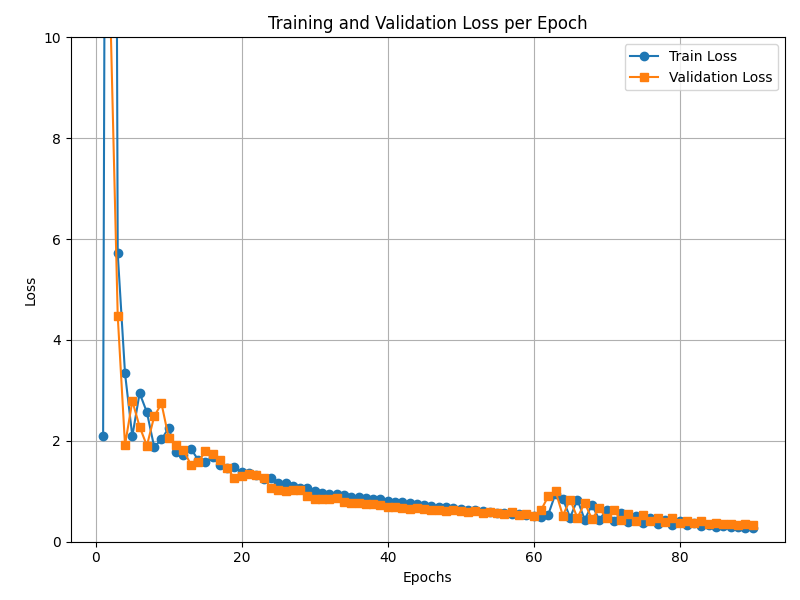 Training and Validation Loss per Epoch
Train Loss
Validation Loss
10
8
6
4
2
0
Loss
0 20 40 60 80
Epochs